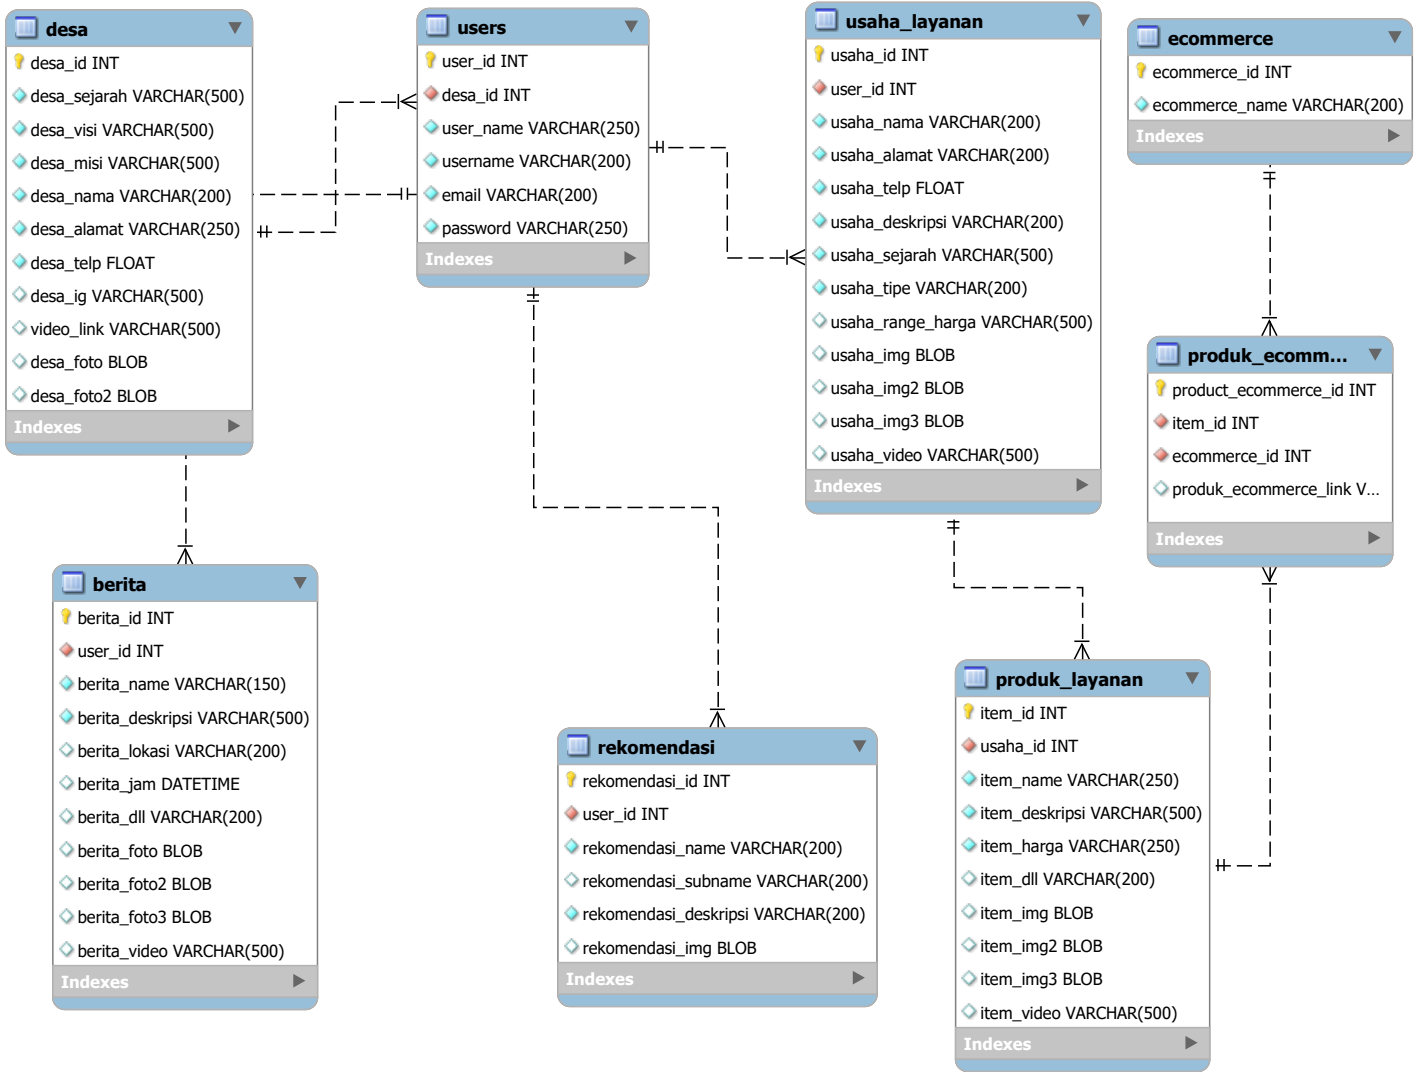 desa
desa_id INT
desa_sejarah VARCHAR(500)
desa_visi VARCHAR(500)
desa_misi VARCHAR(500)
desa_nama VARCHAR(200)
desa_alamat VARCHAR(250)
desa_telp FLOAT
desa_ig VARCHAR(500)
video_link VARCHAR(500)
desa_foto BLOB
desa_foto2 BLOB
Indexes
users
user_id INT
desa_id INT
user_name VARCHAR(250)
username VARCHAR(200)
email VARCHAR(200)
password VARCHAR(250)
Indexes
usaha_layanan
usaha_id INT
user_id INT
usaha_nama VARCHAR(200)
usaha_alamat VARCHAR(200)
usaha_telp FLOAT
usaha_deskripsi VARCHAR(200)
usaha_sejarah VARCHAR(500)
usaha_tipe VARCHAR(200)
usaha_range_harga VARCHAR(500)
usaha_img BLOB
usaha_img2 BLOB
usaha_img3 BLOB
usaha_video VARCHAR(500)
Indexes
ecommerce
ecommerce_id INT
ecommerce_name VARCHAR(200)
Indexes
produk_ecomm...
product_ecommerce_id INT
item_id INT
ecommerce_id INT
produk_ecommerce_link V...
Indexes
berita
berita_id INT
user_id INT
berita_name VARCHAR(150)
berita_deskripsi VARCHAR(500)
berita_lokasi VARCHAR(200)
berita_jam DATETIME
berita_dll VARCHAR(200)
berita_foto BLOB
berita_foto2 BLOB
berita_foto3 BLOB
berita_video VARCHAR(500)
Indexes
rekomendasi
rekomendasi_id INT
user_id INT
rekomendasi_name VARCHAR(200)
rekomendasi_subname VARCHAR(200)
rekomendasi_deskripsi VARCHAR(200)
rekomendasi_img BLOB
Indexes
produk_layanan
item_id INT
usaha_id INT
item_name VARCHAR(250)
item_deskripsi VARCHAR(500)
item_harga VARCHAR(250)
item_dll VARCHAR(200)
item_img BLOB
item_img2 BLOB
item_img3 BLOB
item_video VARCHAR(500)
Indexes